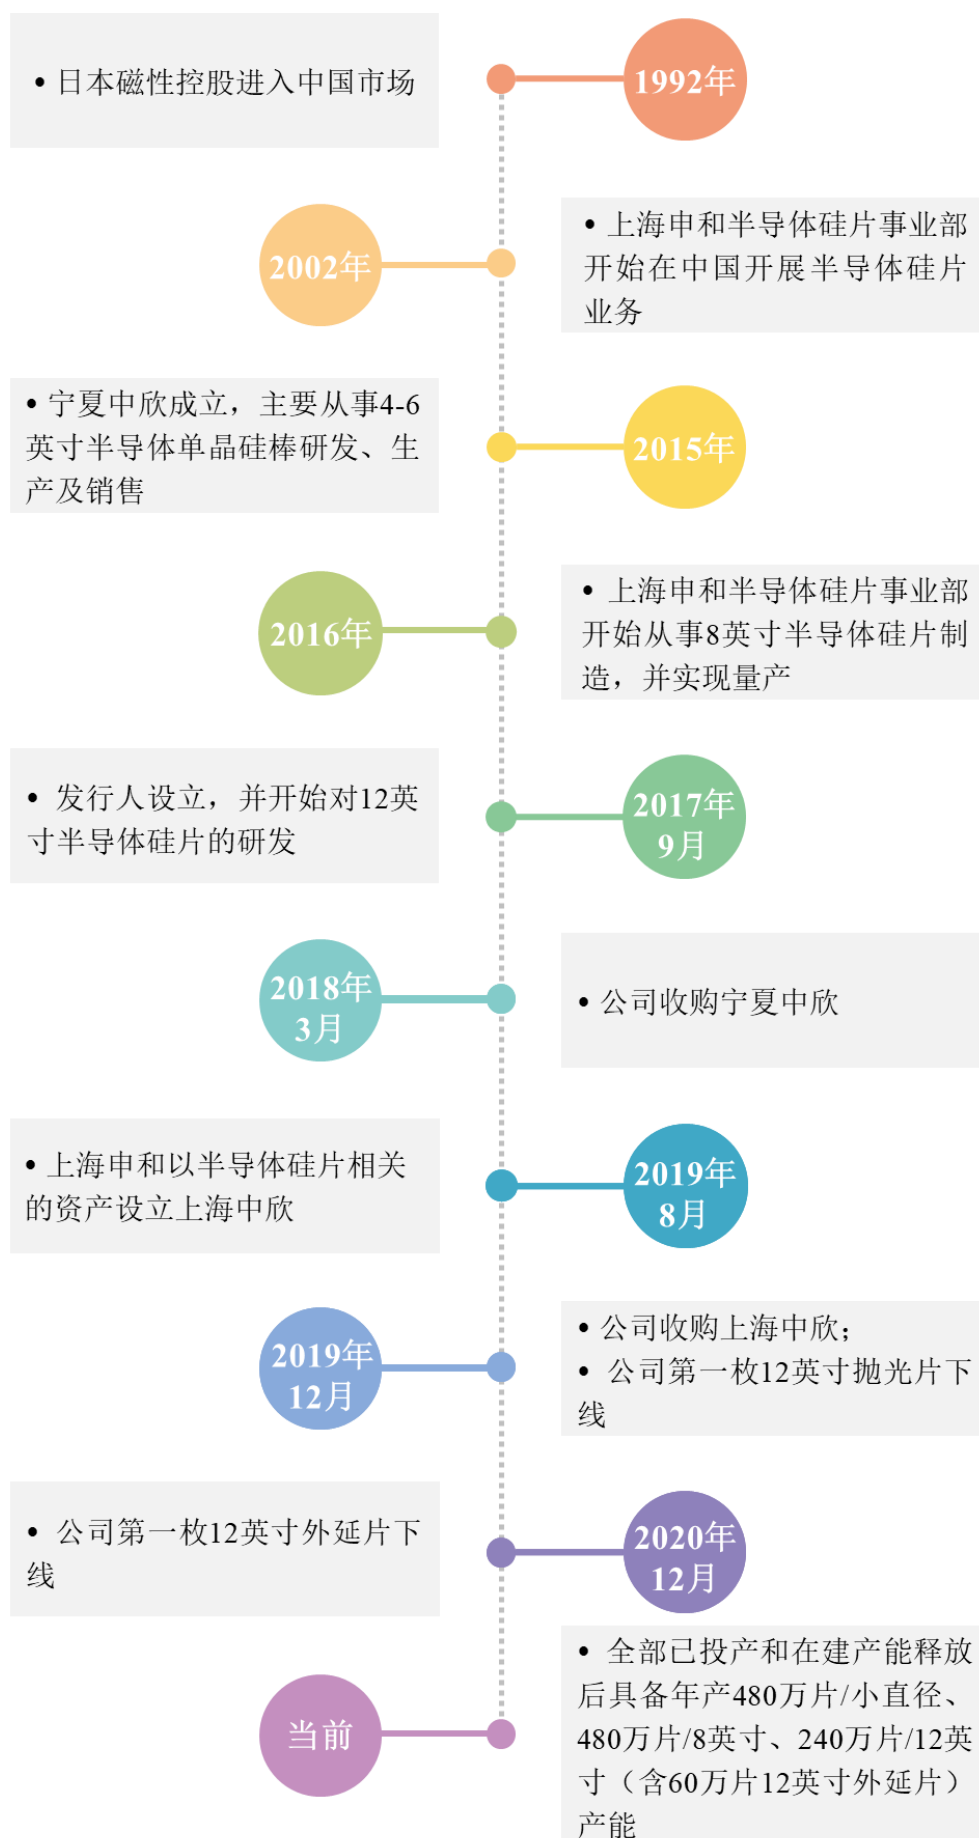 • 日本磁性控股进入中国市场
1992年
2002年
• 上海申和半导体硅片事业部
开始在中国开展半导体硅片
业务
• 宁夏中欣成立，主要从事4-6
英寸半导体单晶硅棒研发、生
产及销售
2015年
2016年
• 上海申和半导体硅片事业部
开始从事8英寸半导体硅片制
造，并实现量产
• 发行人设立，并开始对12英
寸半导体硅片的研发
2017年
9月
2018年
3月
• 公司收购宁夏中欣
• 上海申和以半导体硅片相关
的资产设立上海中欣
2019年
8月
2019年
12月
• 公司收购上海中欣；
• 公司第一枚12英寸抛光片下
线
• 公司第一枚12英寸外延片下
线
2020年
12月
当前
• 全部已投产和在建产能释放
后具备年产480万片/小直径、
480万片/8英寸、240万片/12英
寸（含60万片12英寸外延片）
产能